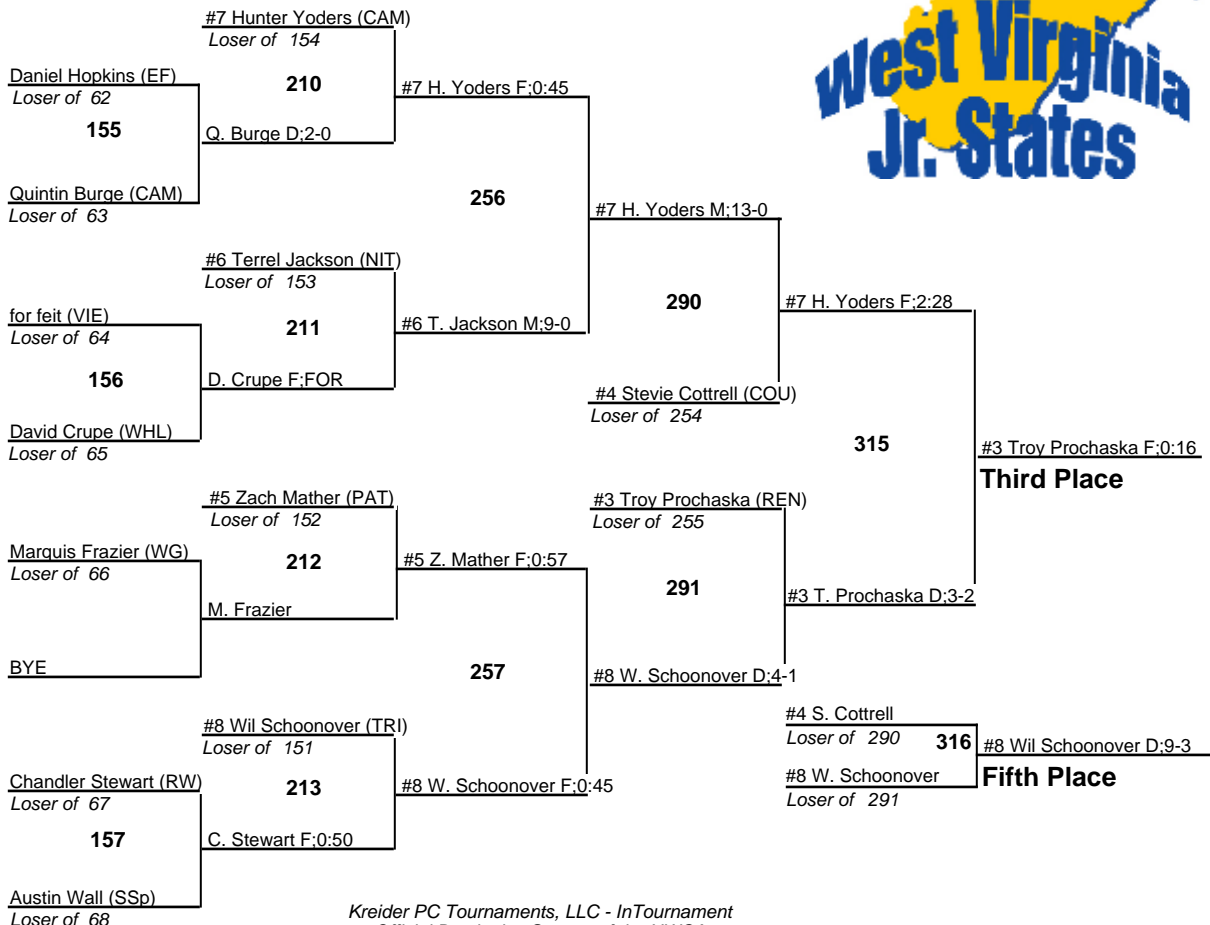 #7 Hunter Yoders (CAM)
Loser of 154
West Virginia
Jr. States
Daniel Hopkins (EF)
Loser of 62
210
#7 H. Yoders F;0:45
155
Q. Burge D;2-0
Quintin Burge (CAM)
Loser of 63
256
#7 H. Yoders M;13-0
#6 Terrel Jackson (NIT)
Loser of 153
290
#7 H. Yoders F;2:28
for feit (VIE)
Loser of 64
211
#6 T. Jackson M;9-0
156
D. Crupe F;FOR
#4 Stevie Cottrell (COU)
Loser of 254
David Crupe (WHL)
Loser of 65
315
#3 Troy Prochaska F;0:16
Third Place
#5 Zach Mather (PAT)
Loser of 152
#3 Troy Prochaska (REN)
Loser of 255
Marquis Frazier (WG)
Loser of 66
212
#5 Z. Mather F;0:57
291
#3 T. Prochaska D;3-2
M. Frazier
BYE
257
#8 W. Schoonover D;4-1
#8 Wil Schoonover (TRI)
Loser of 151
#4 S. Cottrell
Loser of 290
316
#8 Wil Schoonover D;9-3
Fifth Place
#8 W. Schoonover
Loser of 291
Chandler Stewart (RW)
Loser of 67
213
#8 W. Schoonover F;0:45
157
C. Stewart F;0:50
Austin Wall (SSp)
Loser of 68
Kreider PC Tournaments, LLC - InTournament